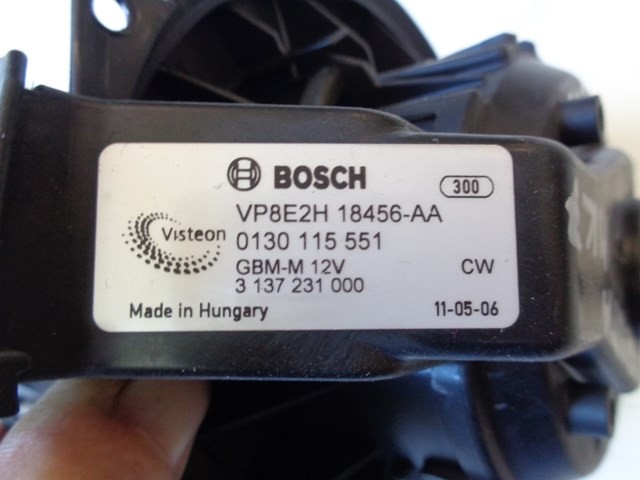 BOSCH
300
VP8E2H 18456-AA
Visteon
0130 115 551
GBM-M 12V CW
3 137 231 000
Made in Hungary 11-05-06